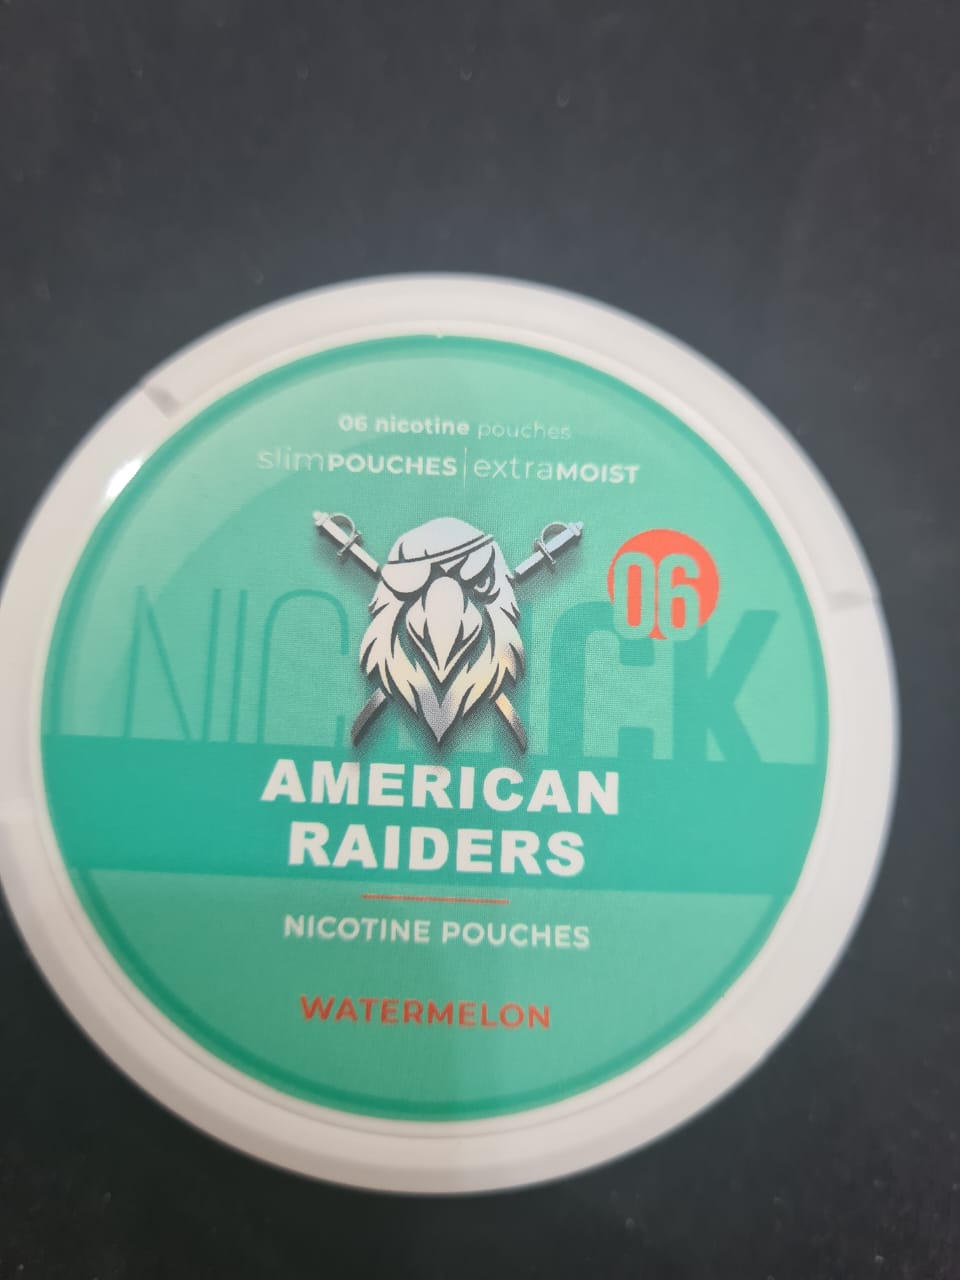 06 nicotine pouches
slimPOUCHES|extraMOIST
06
AMERICAN
RAIDERS
NICOTINE POUCHES
WATERMELON